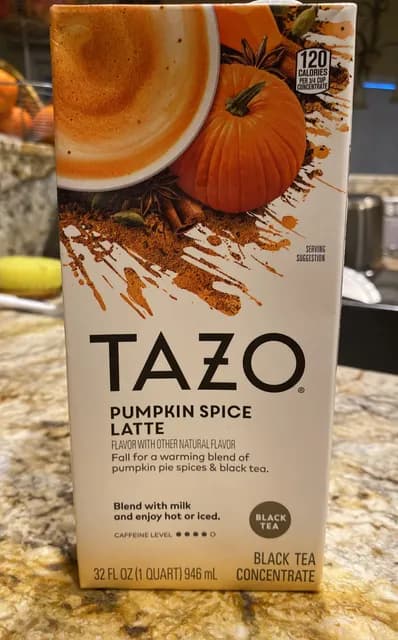 120
CALORIES
PER 3/4 CUP
CONCENTRATE
SERVING
SUGGESTION
TAZO®
PUMPKIN SPICE
LATTE
FLAVOR WITH OTHER NATURAL FLAVOR
Fall for a warming blend of
pumpkin pie spices & black tea.
Blend with milk
and enjoy hot or iced.
BLACK
TEA
CAFFEINE LEVEL
BLACK TEA
32 FL OZ (1 QUART) 946 mL CONCENTRATE